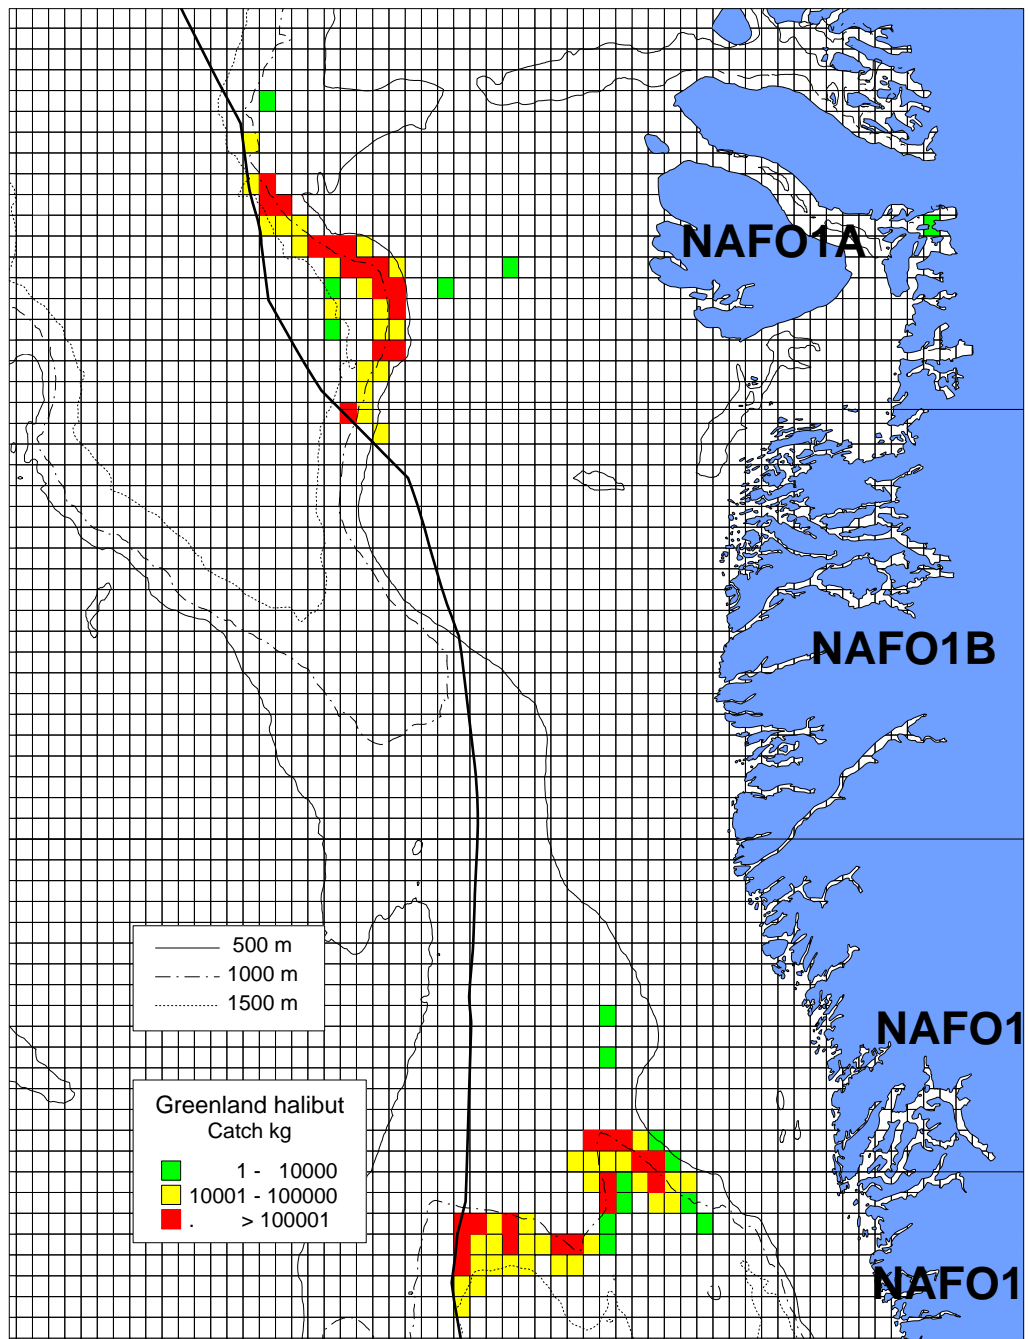 NAFO1A
NAFO1B
500 m
1000 m
1500 m
NAFO1
Greenland halibut
Catch kg
1 - 10000
10001 - 100000
. > 100001
NAFO1